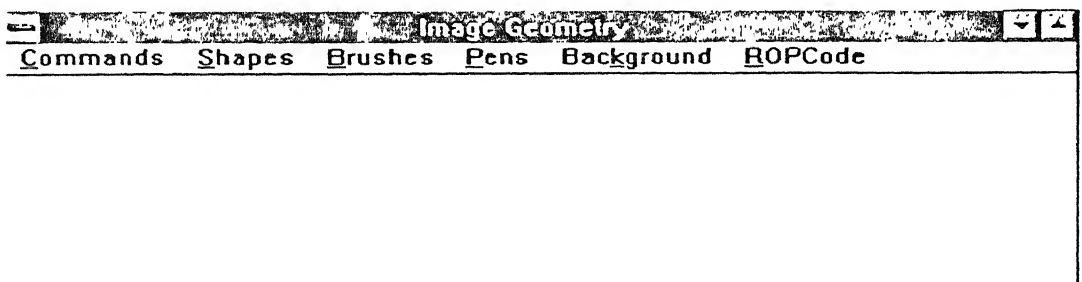 Image Geometry
Commands Shapes Brushes Pens Background ROPCode